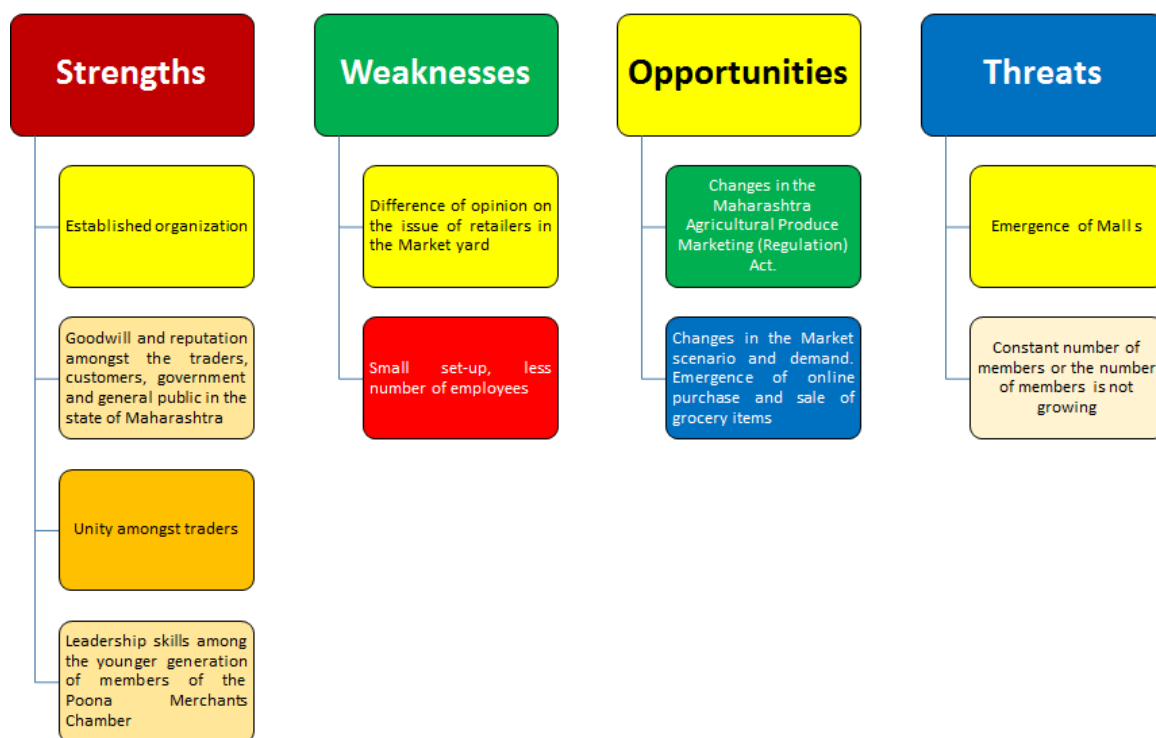 Strengths
Established organization
Goodwill and reputation
amongst the traders,
customers, government
and general public in the
state of Maharashtra
Unity amongst traders
Leadership skills among
the younger generation
of members of the
Poona Merchants
Chamber
Weaknesses
Difference of opinion on
the issue of retailers in
the Market yard
Small set-up, less
number of employees
Opportunities
Changes in the
Maharashtra
Agricultural Produce
Marketing (Regulation)
Act.
Changes in the Market
scenario and demand.
Emergence of online
purchase and sale of
grocery items
Threats
Emergence of Malls
Constant number of
members or the number
of members is not
growing